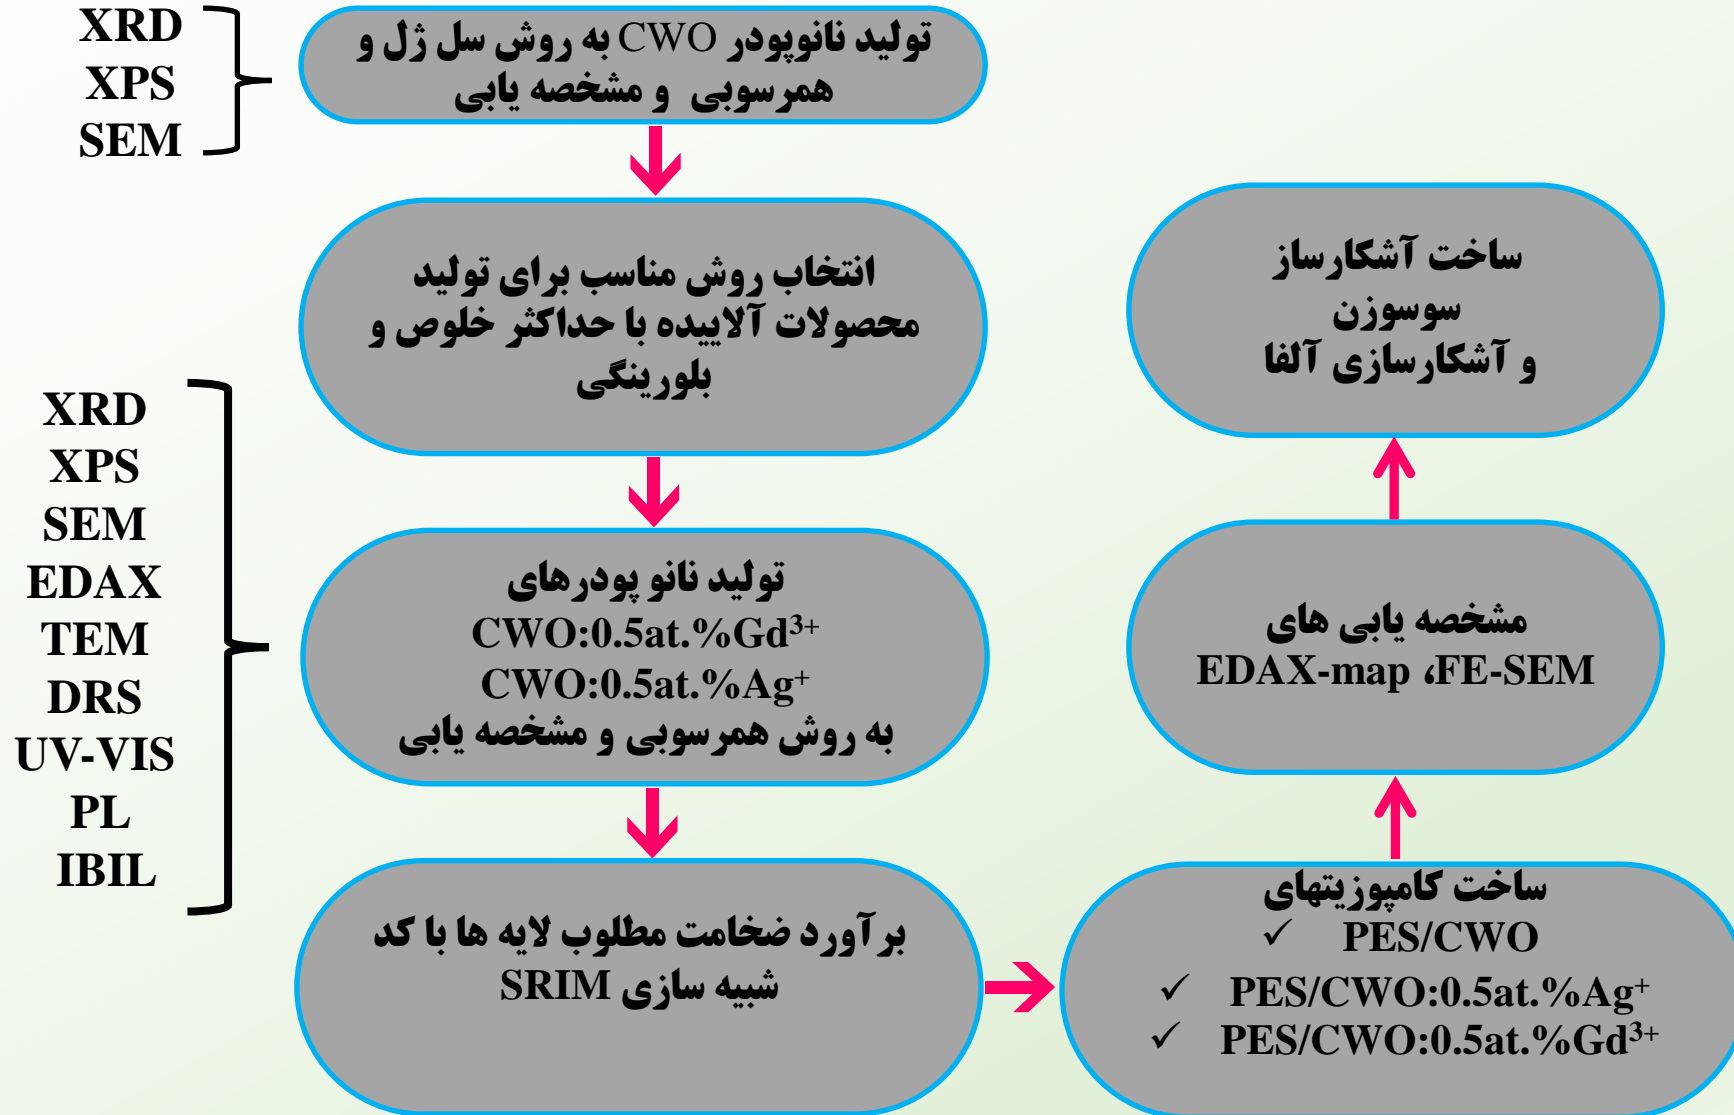 XRD
XPS
SEM
تولید نانوپودر CWO به روش سل ژل و
همرسوبی و مشخصه یابی
انتخاب روش مناسب برای تولید
محصولات آلاییده با حداکثر خلوص و
بلورینگی
XRD
XPS
SEM
EDAX
TEM
DRS
UV-VIS
PL
IBIL
تولید نانو پودرهای
CWO:0.5at.%Gd³⁺
CWO:0.5at.%Ag⁺
به روش همرسوبی و مشخصه یابی
برآورد ضخامت مطلوب لایه ها با کد
شبیه سازی SRIM
ساخت کامپوزیتهای
✓ PES/CWO
✓ PES/CWO:0.5at.%Ag⁺
✓ PES/CWO:0.5at.%Gd³⁺
مشخصه یابی های
EDAX-map ،FE-SEM
ساخت آشکارساز
سوسوزن
و آشکارسازی آلفا